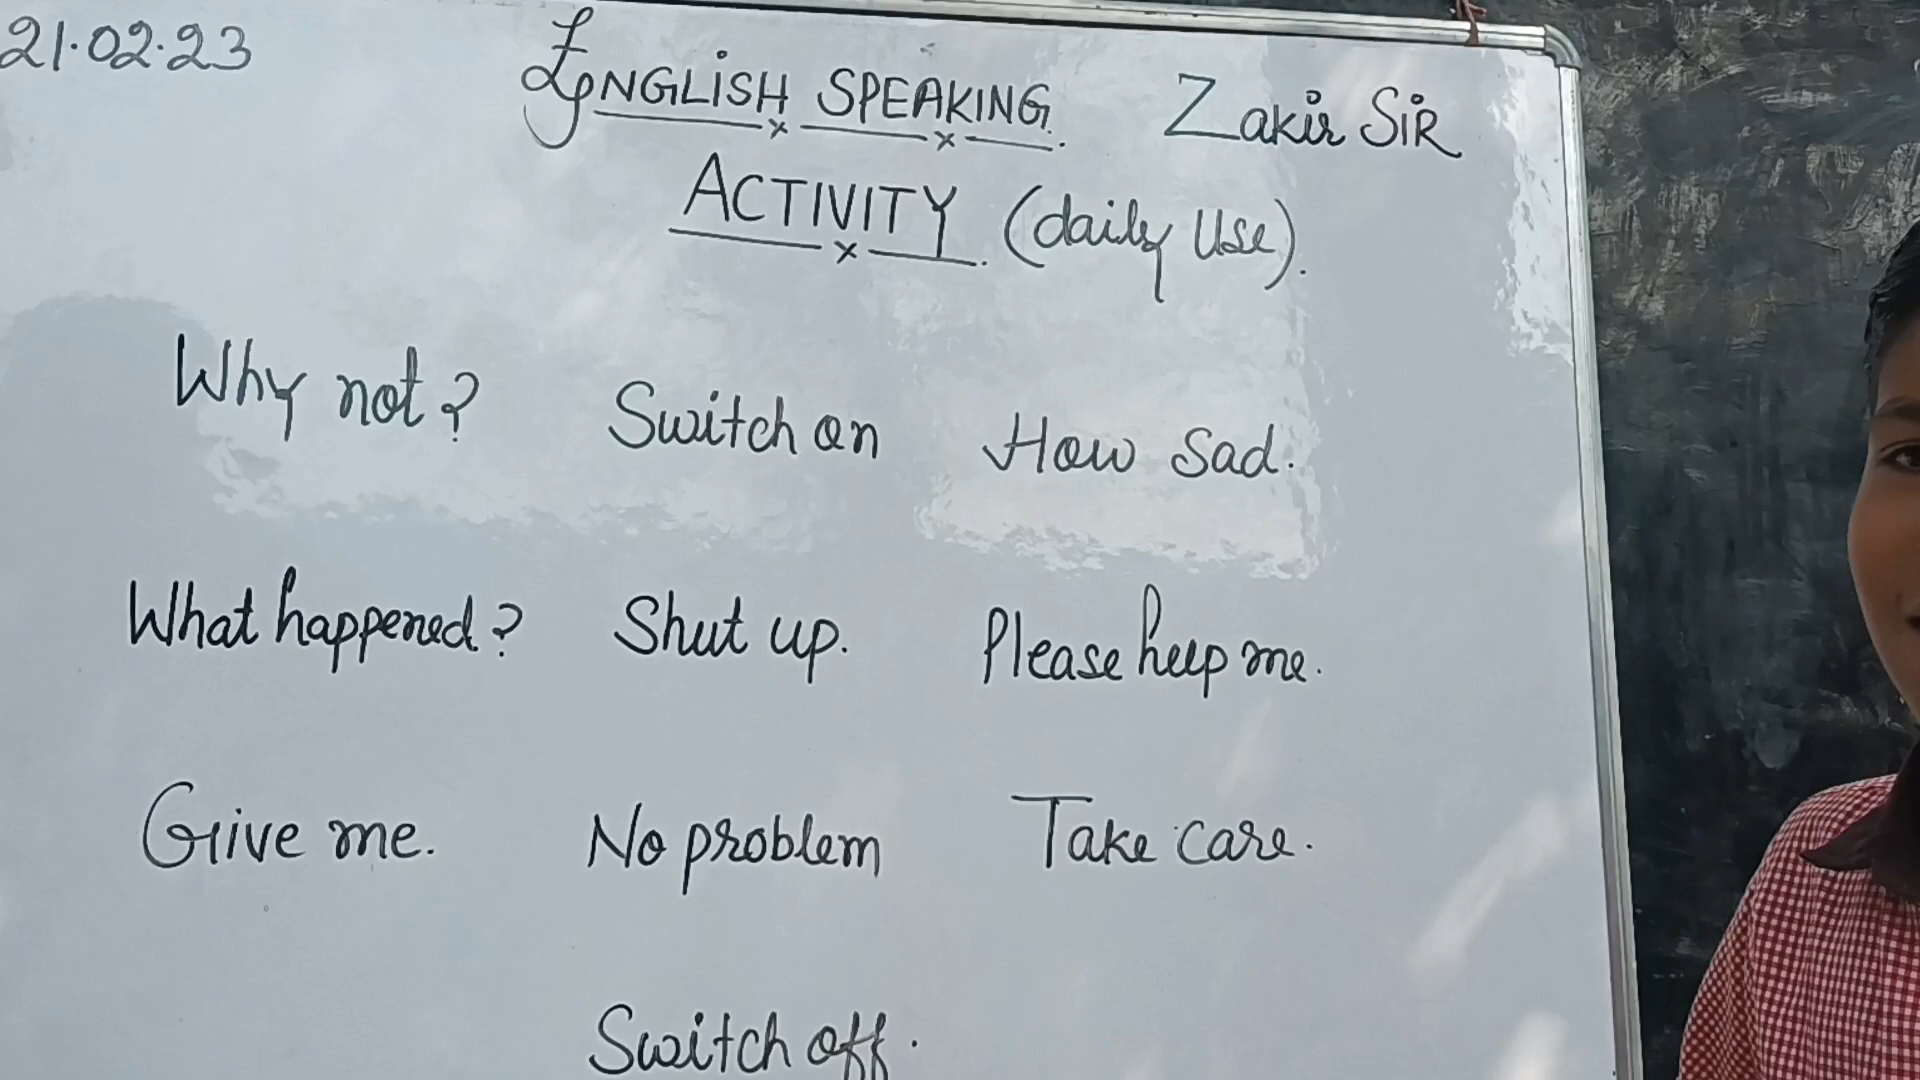 21.02.23
ENGLISH SPEAKING. Zakir SiR
ACTIVITY. (daily Use).
Why not? Switch on How sad.
What happened? Shut up. Please help me.
Give me. No problem Take care.
Switch off.